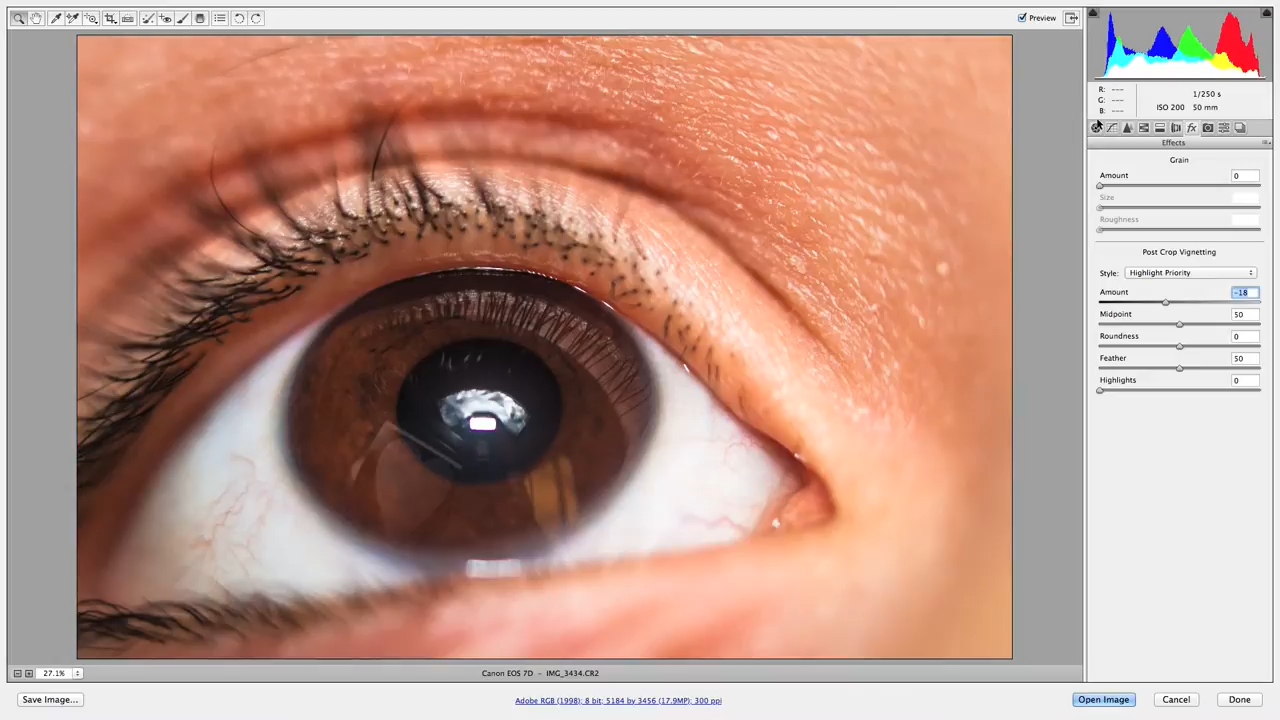 Preview
R: ---
G: ---
B: ---
1/250 s
ISO 200 50 mm
fx
Effects
Grain
Amount 0
Size
Roughness
Post Crop Vignetting
Style: Highlight Priority
Amount -18
Midpoint 50
Roundness 0
Feather 50
Highlights 0
27.1%
Canon EOS 7D – IMG_3434.CR2
Save Image...
Adobe RGB (1998); 8 bit; 5184 by 3456 (17.9MP); 300 ppi
Open Image
Cancel
Done